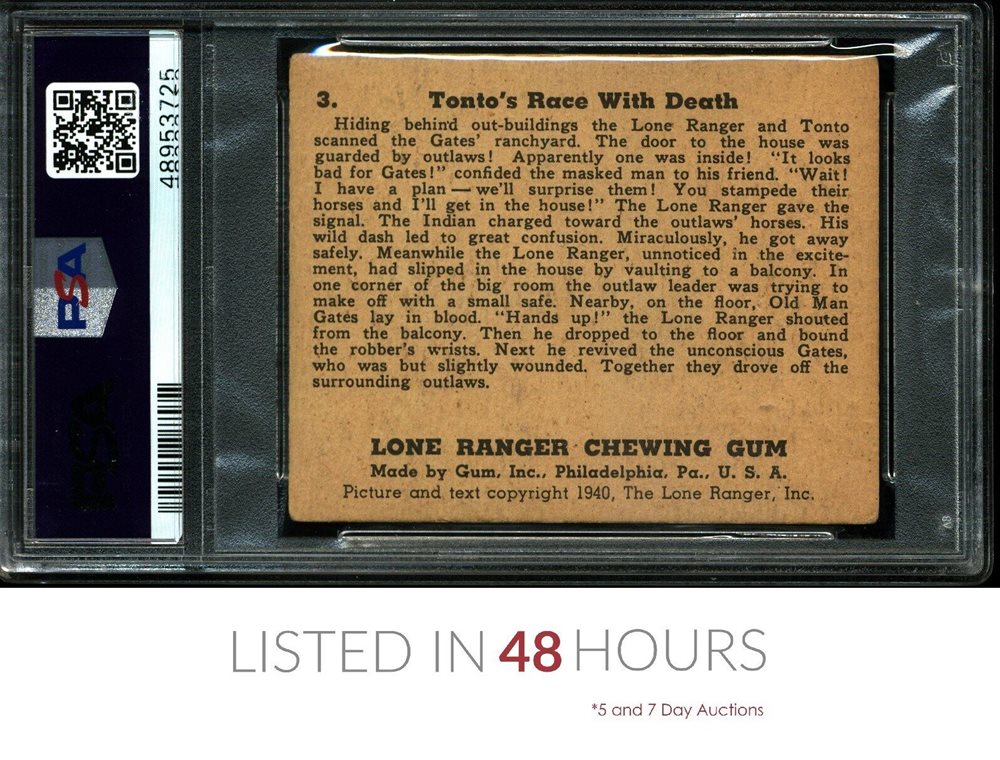 48953725
PSA
3. Tonto's Race With Death
Hiding behind out-buildings the Lone Ranger and Tonto
scanned the Gates' ranchyard. The door to the house was
guarded by outlaws! Apparently one was inside! "It looks
bad for Gates!" confided the masked man to his friend. "Wait!
I have a plan — we'll surprise them! You stampede their
horses and I'll get in the house!" The Lone Ranger gave the
signal. The Indian charged toward the outlaws' horses. His
wild dash led to great confusion. Miraculously, he got away
safely. Meanwhile the Lone Ranger, unnoticed in the excite-
ment, had slipped in the house by vaulting to a balcony. In
one corner of the big room the outlaw leader was trying to
make off with a small safe. Nearby, on the floor, Old Man
Gates lay in blood. "Hands up!" the Lone Ranger shouted
from the balcony. Then he dropped to the floor and bound
the robber's wrists. Next he revived the unconscious Gates,
who was but slightly wounded. Together they drove off the
surrounding outlaws.
LONE RANGER CHEWING GUM
Made by Gum, Inc., Philadelphia, Pa., U. S. A.
Picture and text copyright 1940, The Lone Ranger, Inc.
LISTED IN 48 HOURS
*5 and 7 Day Auctions